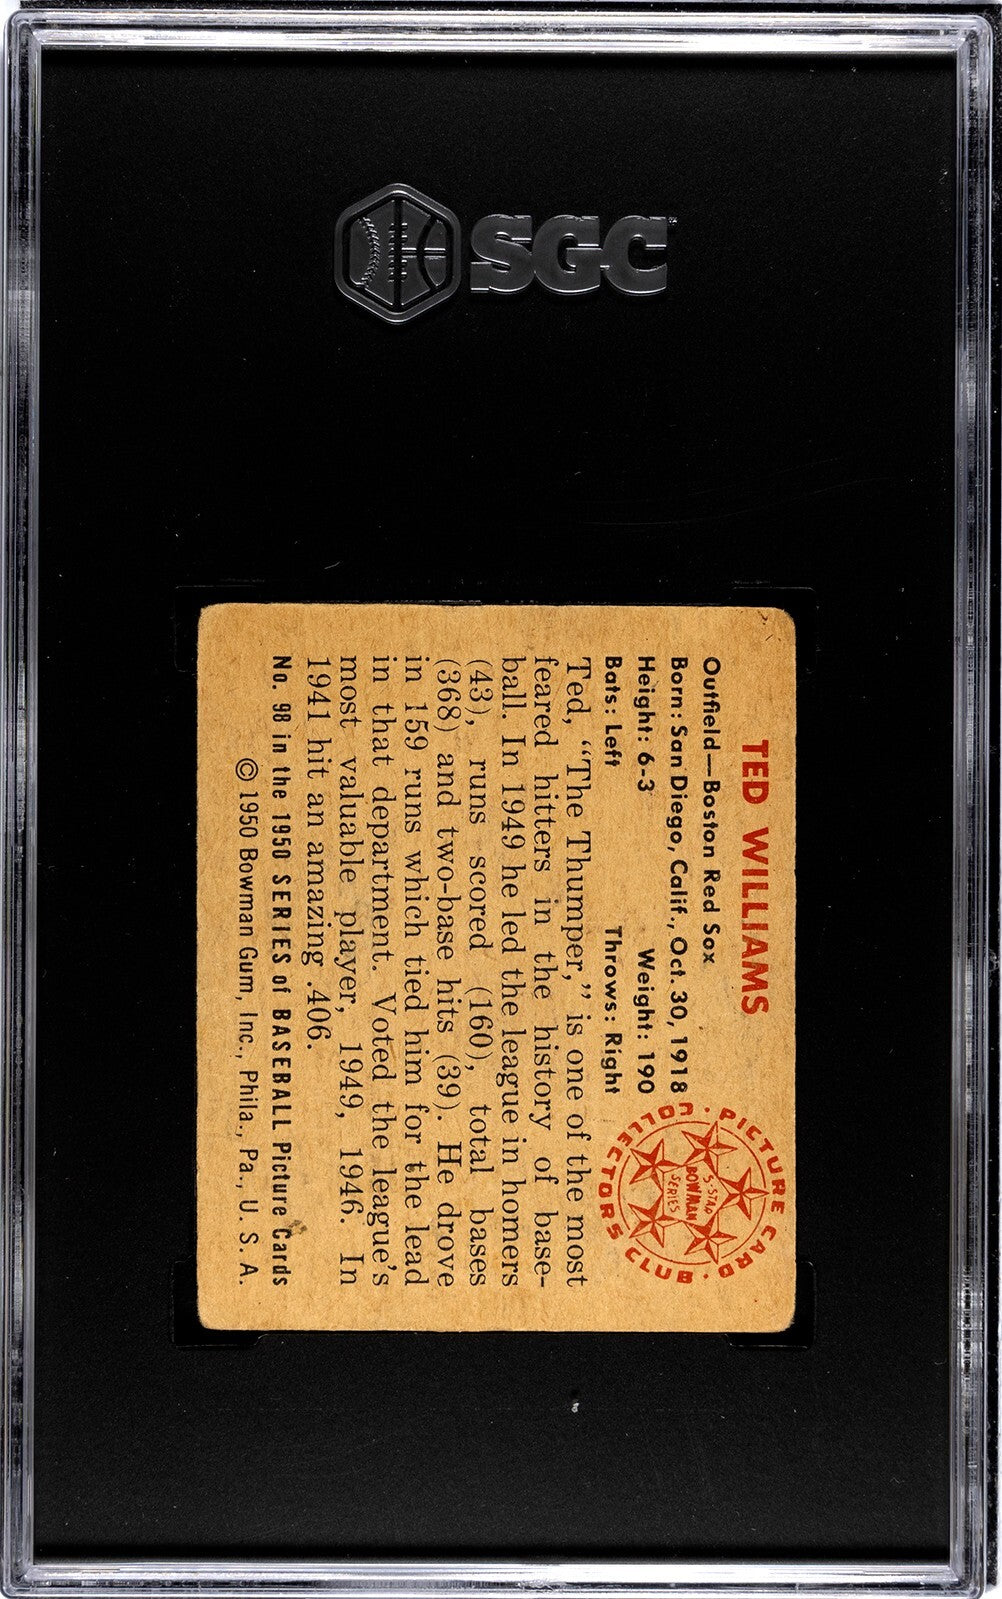 SGC
TED WILLIAMS
Outfield—Boston Red Sox
Born: San Diego, Calif., Oct. 30, 1918
Height: 6-3 Weight: 190
Bats: Left Throws: Right
PICTURE CARD COLLECTORS CLUB
5-STAR
BOWMAN
SERIES
Ted, "The Thumper," is one of the most
feared hitters in the history of base-
ball. In 1949 he led the league in homers
(43), runs scored (160), total bases
(368) and two-base hits (39). He drove
in 159 runs which tied him for the lead
in that department. Voted the league's
most valuable player, 1949, 1946. In
1941 hit an amazing .406.
No. 98 in the 1950 SERIES of BASEBALL Picture Cards
© 1950 Bowman Gum, Inc., Phila., Pa., U. S. A.